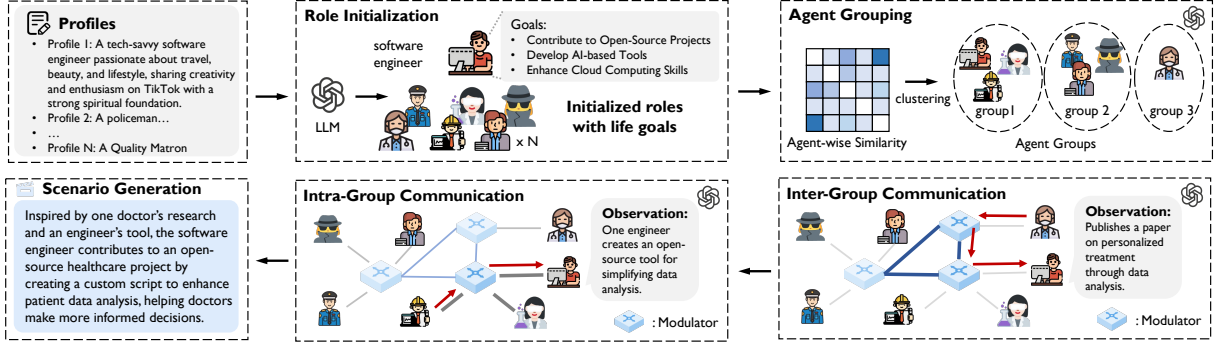 Profiles
• Profile 1: A tech-savvy software
engineer passionate about travel,
beauty, and lifestyle, sharing creativity
and enthusiasm on TikTok with a
strong spiritual foundation.
• Profile 2: A policeman…
• …
• Profile N: A Quality Matron
Role Initialization
software
engineer
Goals:
• Contribute to Open-Source Projects
• Develop AI-based Tools
• Enhance Cloud Computing Skills
LLM
x N
Initialized roles
with life goals
Agent Grouping
Agent-wise Similarity
clustering
group1
group 2
group 3
Agent Groups
Scenario Generation
Inspired by one doctor's research
and an engineer's tool, the software
engineer contributes to an open-
source healthcare project by
creating a custom script to enhance
patient data analysis, helping doctors
make more informed decisions.
Intra-Group Communication
Observation:
One engineer
creates an open-
source tool for
simplifying data
analysis.
: Modulator
Inter-Group Communication
Observation:
Publishes a paper
on personalized
treatment
through data
analysis.
: Modulator